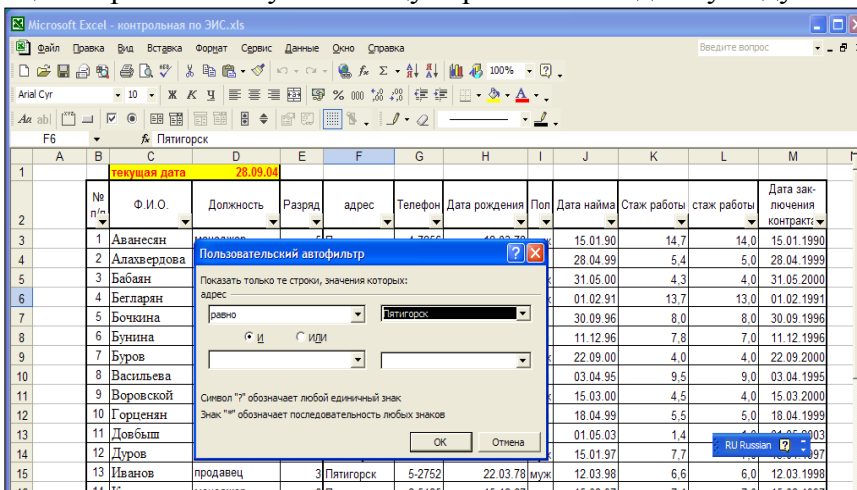 Microsoft Excel - контрольная по ЭИС.xls
Файл Правка Вид Вставка Формат Сервис Данные Окно Справка Введите вопрос
100%
Arial Cyr 10 Ж К Ч % 000
Aa ab|
F6 fx Пятигорск
A B C D E F G H I J K L M
1 текущая дата 28.09.04
2 № п/п Ф.И.О. Должность Разряд адрес Телефон Дата рождения Пол Дата найма Стаж работы стаж работы Дата зак-лючения контракта
3 1 Аванесян 15.01.90 14,7 14,0 15.01.1990
4 2 Алахвердова 28.04.99 5,4 5,0 28.04.1999
5 3 Бабаян 31.05.00 4,3 4,0 31.05.2000
6 4 Бегларян 01.02.91 13,7 13,0 01.02.1991
7 5 Бочкина 30.09.96 8,0 8,0 30.09.1996
8 6 Бунина 11.12.96 7,8 7,0 11.12.1996
9 7 Буров 22.09.00 4,0 4,0 22.09.2000
10 8 Васильева 03.04.95 9,5 9,0 03.04.1995
11 9 Воровской 15.03.00 4,5 4,0 15.03.2000
12 10 Горценян 18.04.99 5,5 5,0 18.04.1999
13 11 Довбыш 01.05.03 1,4
14 12 Дуров 15.01.97 7,7
15 13 Иванов продавец 3 Пятигорск 5-2752 22.03.78 муж 12.03.98 6,6 6,0 12.03.1998
Пользовательский автофильтр
Показать только те строки, значения которых:
адрес
равно Пятигорск
И ИЛИ
Символ "?" обозначает любой единичный знак
Знак "*" обозначает последовательность любых знаков
ОК Отмена
RU Russian